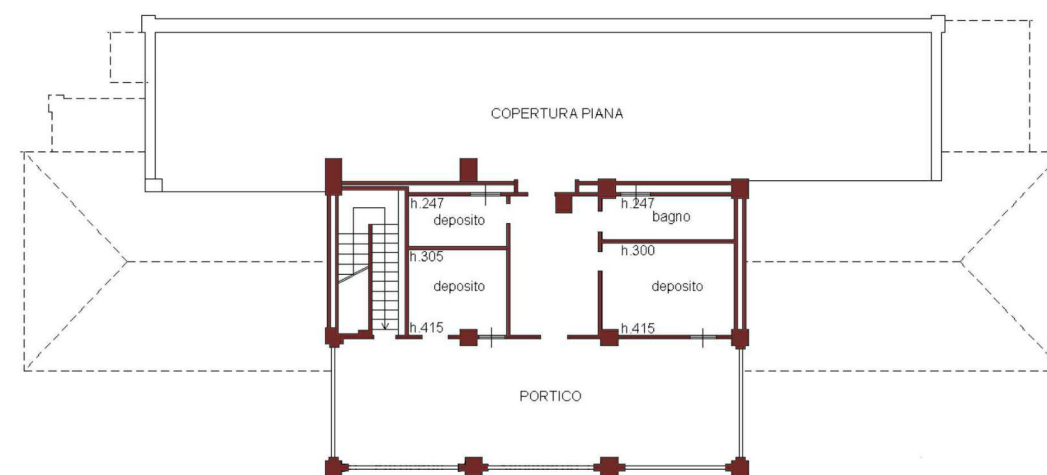 COPERTURA PIANA
h.247
deposito
h.247
bagno
h.305
deposito
h.415
h.300
deposito
h.415
PORTICO